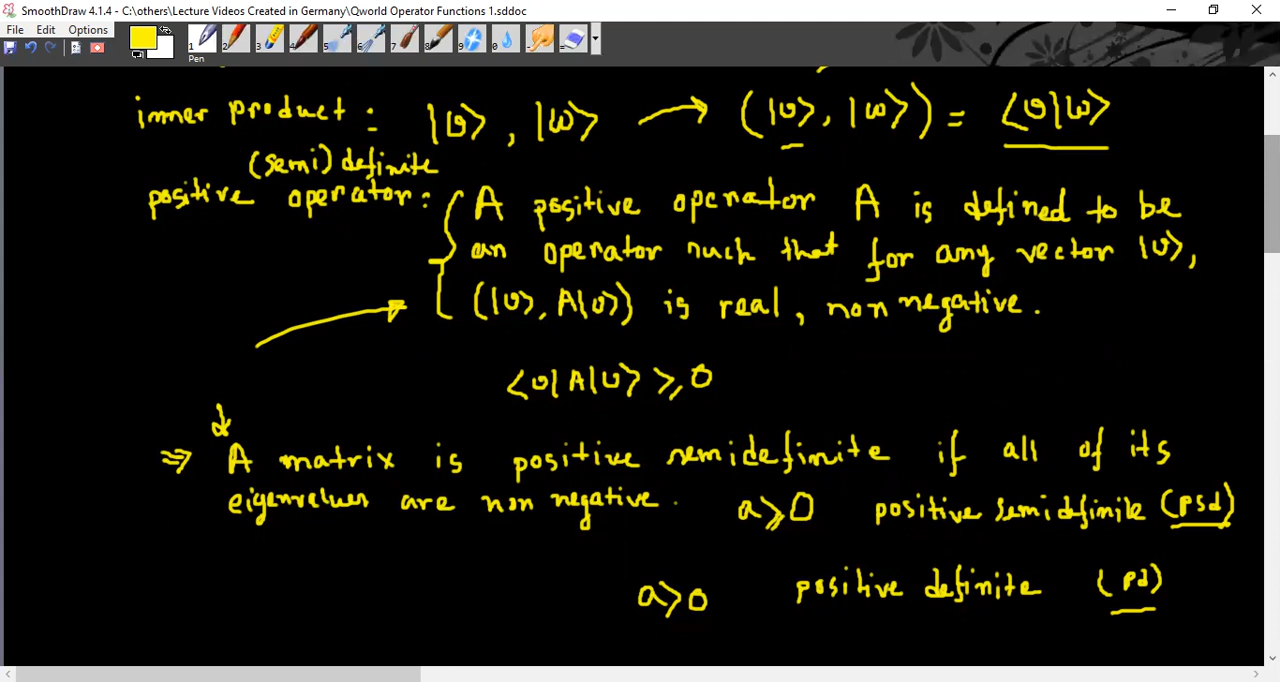 SmoothDraw 4.1.4 - C:\others\Lecture Videos Created in Germany\Qworld Operator Functions 1.sddoc
File Edit Options
Pen
inner product : |v>, |w> → (|v>, |w>) = <v|w>
(semi) definite
positive operator: A positive operator A is defined to be
an operator such that for any vector |v>,
(|v>, A|v>) is real, non negative.
<v|A|v> ≥ 0
⇒ A matrix is positive semidefinite if all of its
eigenvalues are non negative. a ≥ 0 positive semidefinite (psd)
a > 0 positive definite (pd)